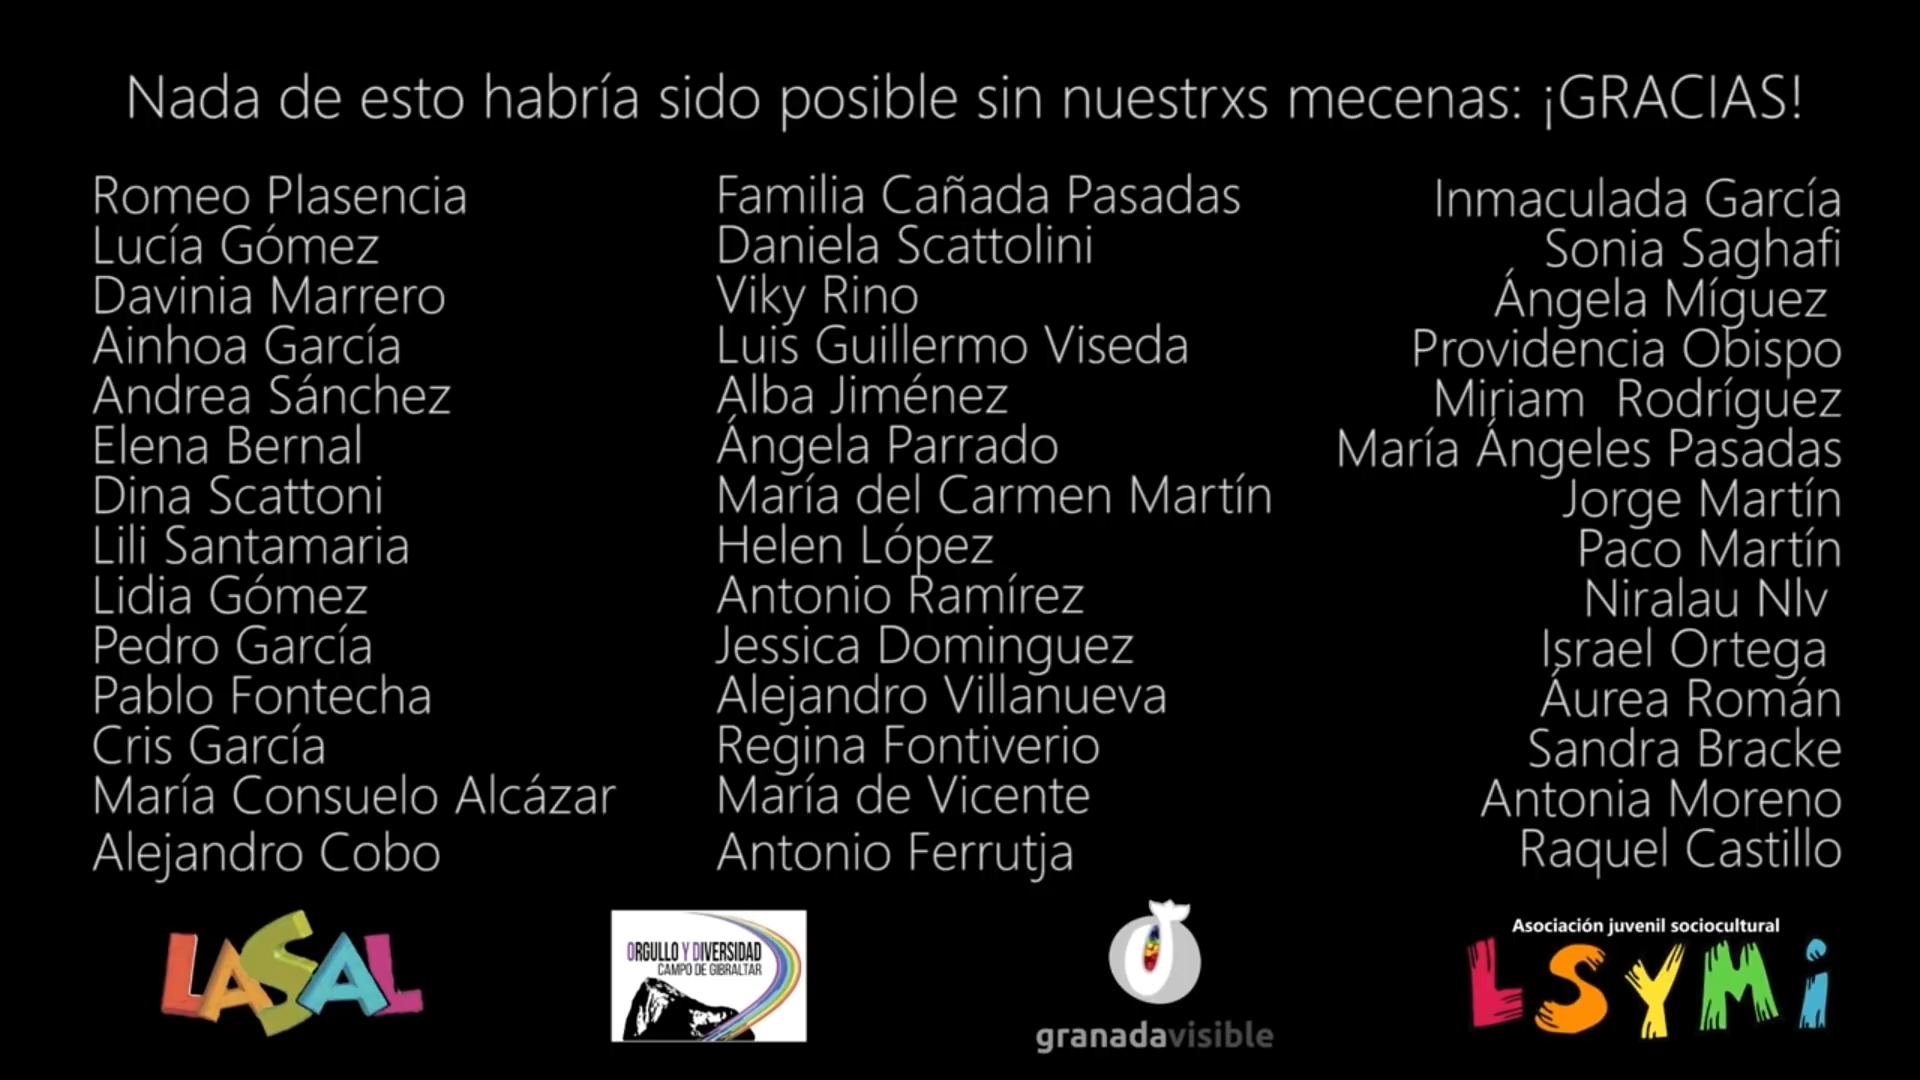 Nada de esto habría sido posible sin nuestrxs mecenas: ¡GRACIAS!
Romeo Plasencia
Lucía Gómez
Davinia Marrero
Ainhoa García
Andrea Sánchez
Elena Bernal
Dina Scattoni
Lili Santamaria
Lidia Gómez
Pedro García
Pablo Fontecha
Cris García
María Consuelo Alcázar
Alejandro Cobo
Familia Cañada Pasadas
Daniela Scattolini
Viky Rino
Luis Guillermo Viseda
Alba Jiménez
Ángela Parrado
María del Carmen Martín
Helen López
Antonio Ramírez
Jessica Dominguez
Alejandro Villanueva
Regina Fontiverio
María de Vicente
Antonio Ferrutja
Inmaculada García
Sonia Saghafi
Ángela Míguez
Providencia Obispo
Miriam  Rodríguez
María Ángeles Pasadas
Jorge Martín
Paco Martín
Niralau Nlv
Israel Ortega
Áurea Román
Sandra Bracke
Antonia Moreno
Raquel Castillo
LASAL
ORGULLO Y DIVERSIDAD
CAMPO DE GIBRALTAR
granadavisible
Asociación juvenil sociocultural
LSYMi